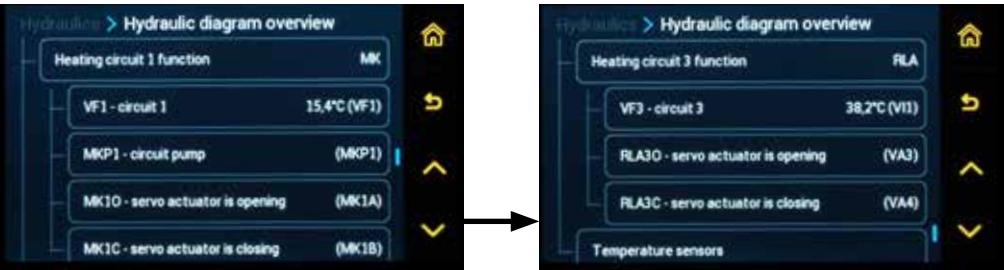 Hydraulics > Hydraulic diagram overview
Heating circuit 1 function MK
VF1 - circuit 1 15,4°C (VF1)
MKP1 - circuit pump (MKP1)
MK1O - servo actuator is opening (MK1A)
MK1C - servo actuator is closing (MK1B)
Hydraulics > Hydraulic diagram overview
Heating circuit 3 function RLA
VF3 - circuit 3 38,2°C (VI1)
RLA3O - servo actuator is opening (VA3)
RLA3C - servo actuator is closing (VA4)
Temperature sensors